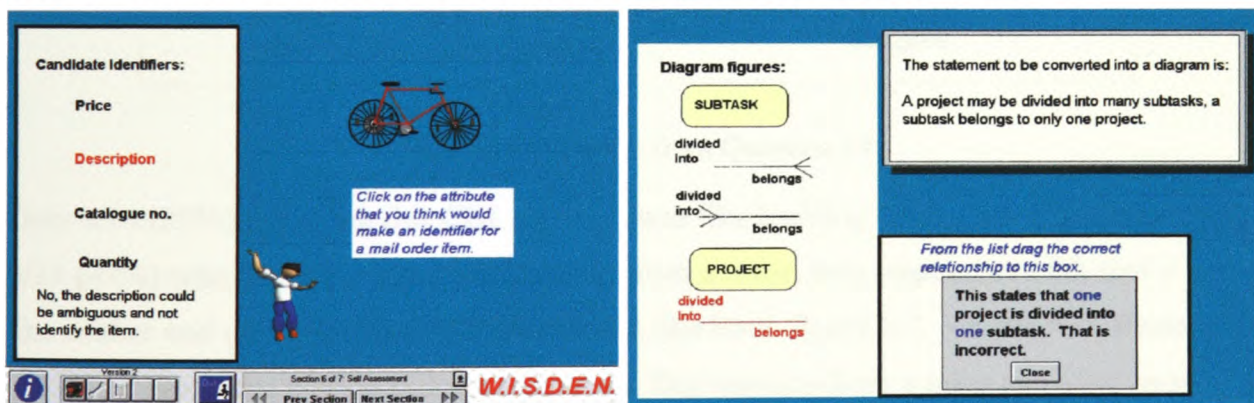 Candidate Identifiers:
Price
Description
Catalogue no.
Quantity
No, the description could
be ambiguous and not
identify the item.
Click on the attribute
that you think would
make an identifier for
a mail order item.
Version 2
Section 6 of 7: Self Assessment
Prev Section
Next Section
W.I.S.D.E.N.
Diagram figures:
SUBTASK
divided
into
belongs
divided
into
belongs
PROJECT
divided
into
belongs
The statement to be converted into a diagram is:
A project may be divided into many subtasks, a
subtask belongs to only one project.
From the list drag the correct
relationship to this box.
This states that one
project is divided into
one subtask. That is
incorrect.
Close